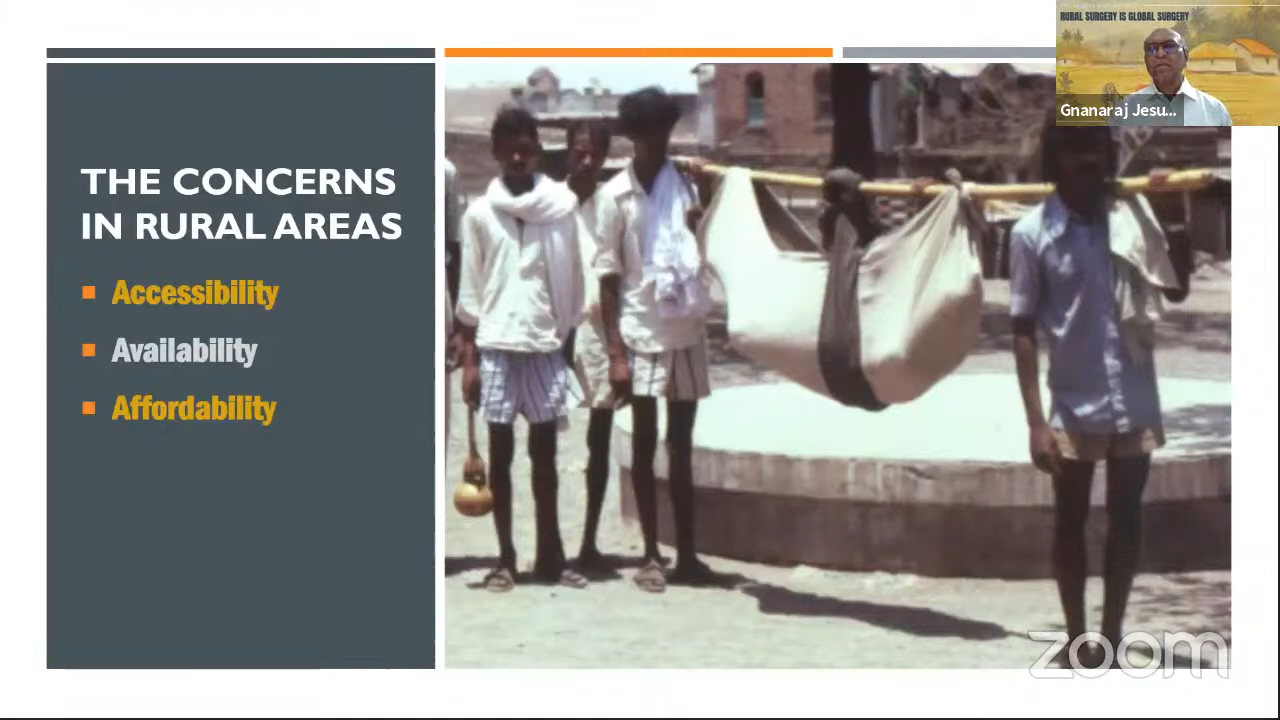 THE CONCERNS
IN RURAL AREAS
Accessibility
Availability
Affordability
RURAL SURGERY IS GLOBAL SURGERY
Gnanaraj Jesu...
zoom